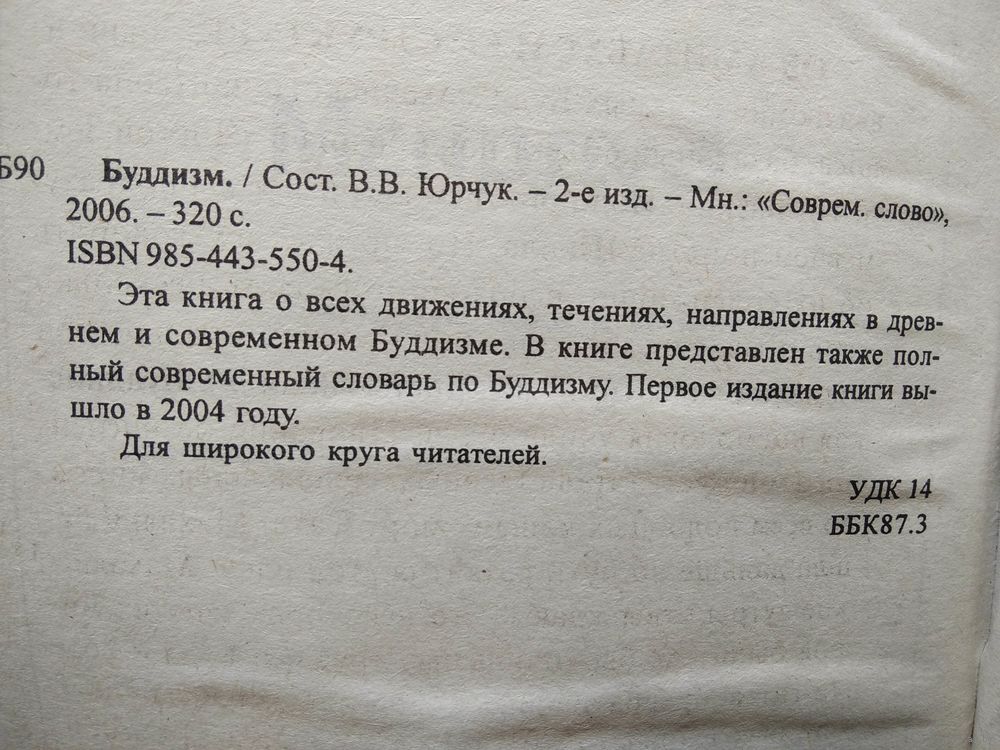 Б90 Буддизм. / Сост. В.В. Юрчук. – 2-е изд. – Мн.: «Соврем. слово»,
2006. – 320 с.
ISBN 985-443-550-4.
Эта книга о всех движениях, течениях, направлениях в древ-
нем и современном Буддизме. В книге представлен также пол-
ный современный словарь по Буддизму. Первое издание книги вы-
шло в 2004 году.
Для широкого круга читателей.
УДК 14
ББК87.3